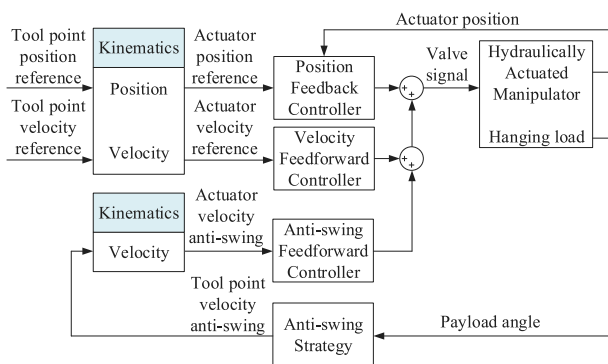 Actuator position
Tool point
position
reference
Kinematics
Position
Actuator
position
reference
Position
Feedback
Controller
Valve
signal
Hydraulically
Actuated
Manipulator
Hanging load
+
+
Tool point
velocity
reference
Velocity
Actuator
velocity
reference
Velocity
Feedforward
Controller
+
+
Kinematics
Velocity
Actuator
velocity
anti-swing
Anti-swing
Feedforward
Controller
Tool point
velocity
anti-swing
Anti-swing
Strategy
Payload angle